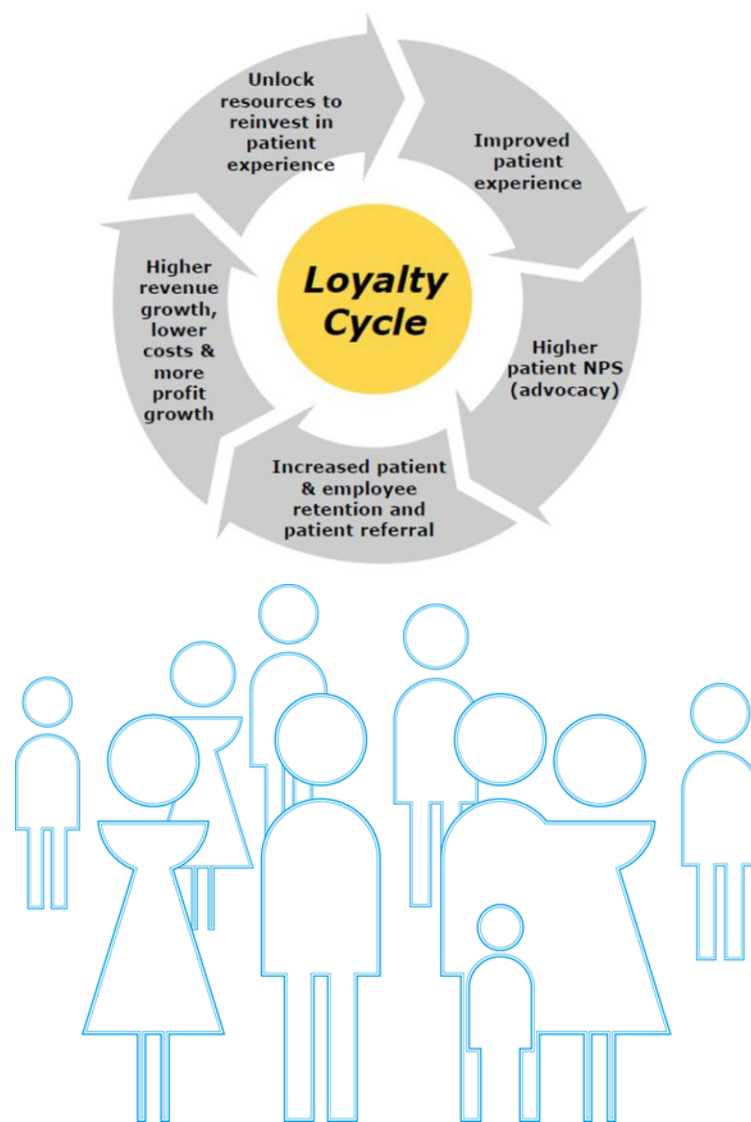 Unlock
resources to
reinvest in
patient
experience
Improved
patient
experience
Higher
patient NPS
(advocacy)
Increased patient
& employee
retention and
patient referral
Higher
revenue
growth,
lower
costs &
more
profit
growth
Loyalty
Cycle